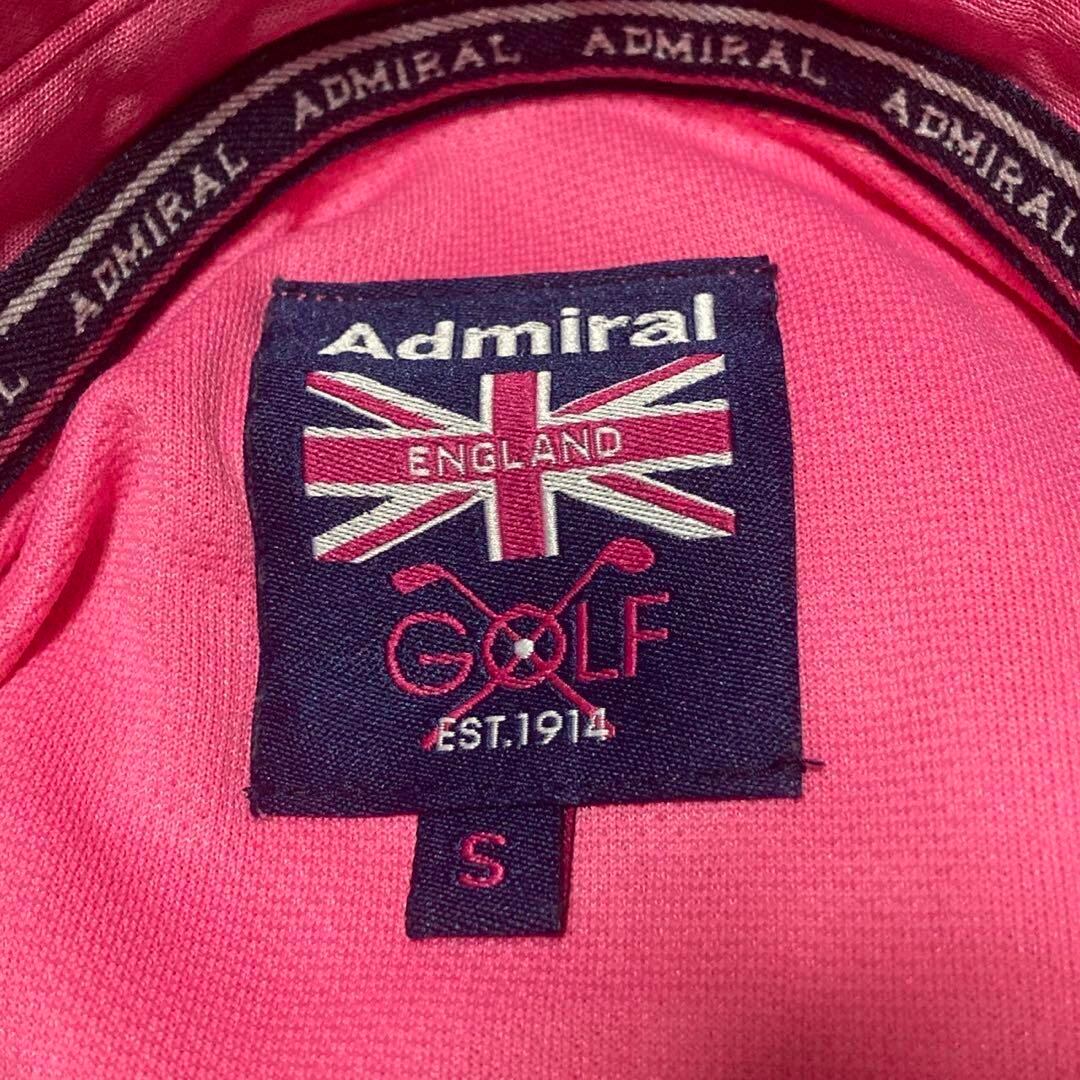 ADMIRAL ADMIRAL ADMIRAL ADMIRAL
Admiral
ENGLAND
GOLF
EST.1914
S